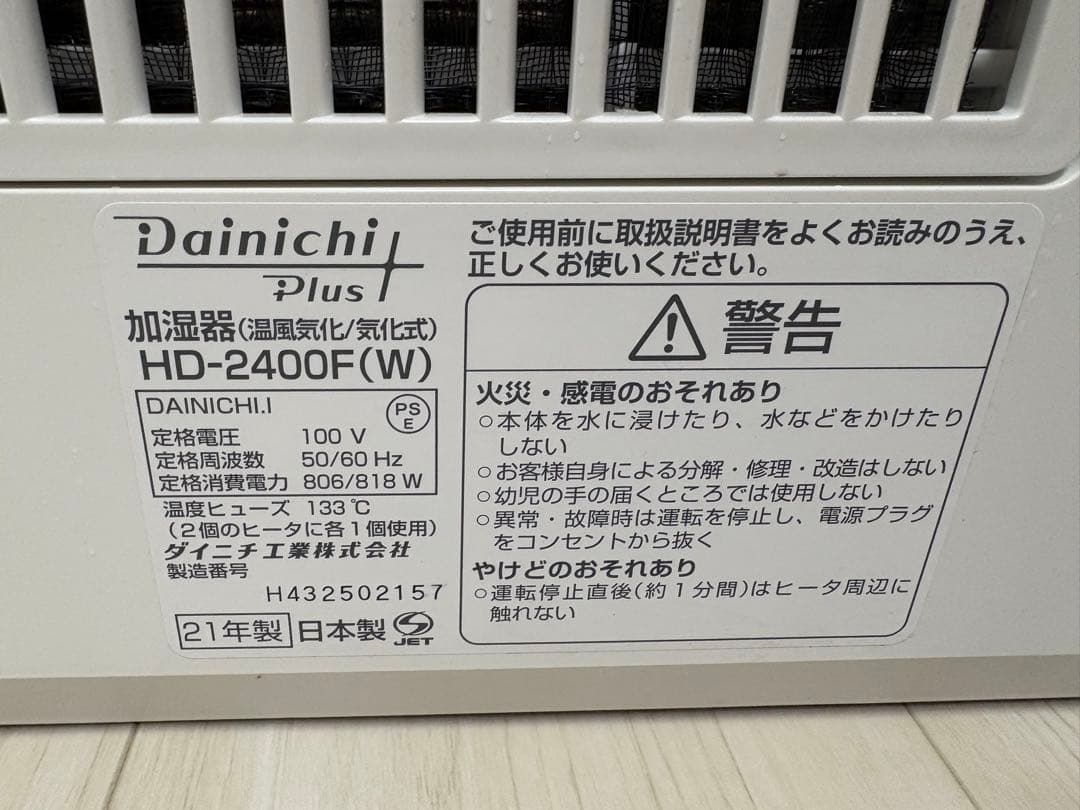 Dainichi
Plus
加湿器(温風気化/気化式)
HD-2400F(W)
DAINICHI.I
PS
E
定格電圧 100 V
定格周波数 50/60 Hz
定格消費電力 806/818 W
温度ヒューズ 133℃
(2個のヒータに各1個使用)
ダイニチ工業株式会社
製造番号
H432502157
21年製 日本製 JET
ご使用前に取扱説明書をよくお読みのうえ、
正しくお使いください。
警告
火災・感電のおそれあり
○本体を水に浸けたり、水などをかけたり
しない
○お客様自身による分解・修理・改造はしない
○幼児の手の届くところでは使用しない
○異常・故障時は運転を停止し、電源プラグ
をコンセントから抜く
やけどのおそれあり
○運転停止直後(約1分間)はヒータ周辺に
触れない